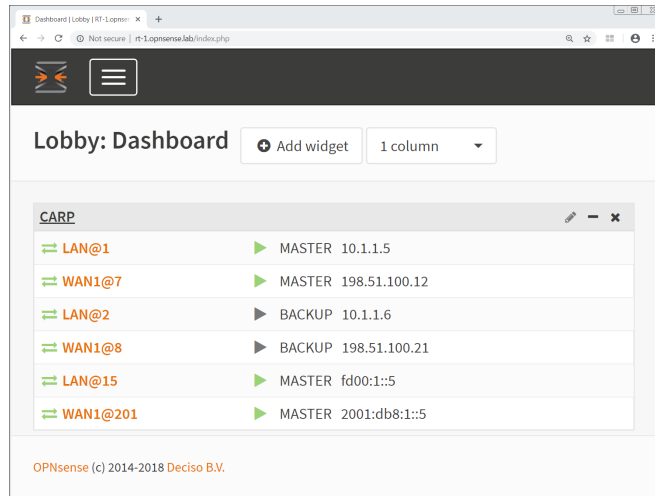 Dashboard | Lobby | RT-1.opnsen
Not secure | rt-1.opnsense.lab/index.php
Lobby: Dashboard Add widget 1 column
CARP
LAN@1 MASTER 10.1.1.5
WAN1@7 MASTER 198.51.100.12
LAN@2 BACKUP 10.1.1.6
WAN1@8 BACKUP 198.51.100.21
LAN@15 MASTER fd00:1::5
WAN1@201 MASTER 2001:db8:1::5
OPNsense (c) 2014-2018 Deciso B.V.